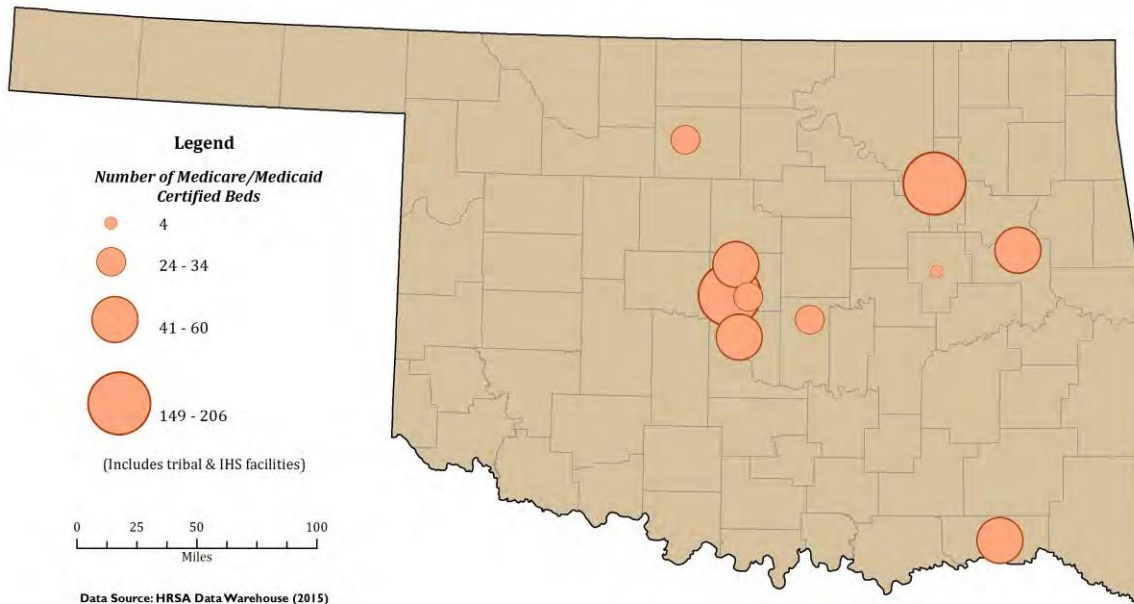 Legend
Number of Medicare/Medicaid
Certified Beds
4
24 - 34
41 - 60
149 - 206
(Includes tribal & IHS facilities)
0 25 50 100
Miles
Data Source: HRSA Data Warehouse (2015)